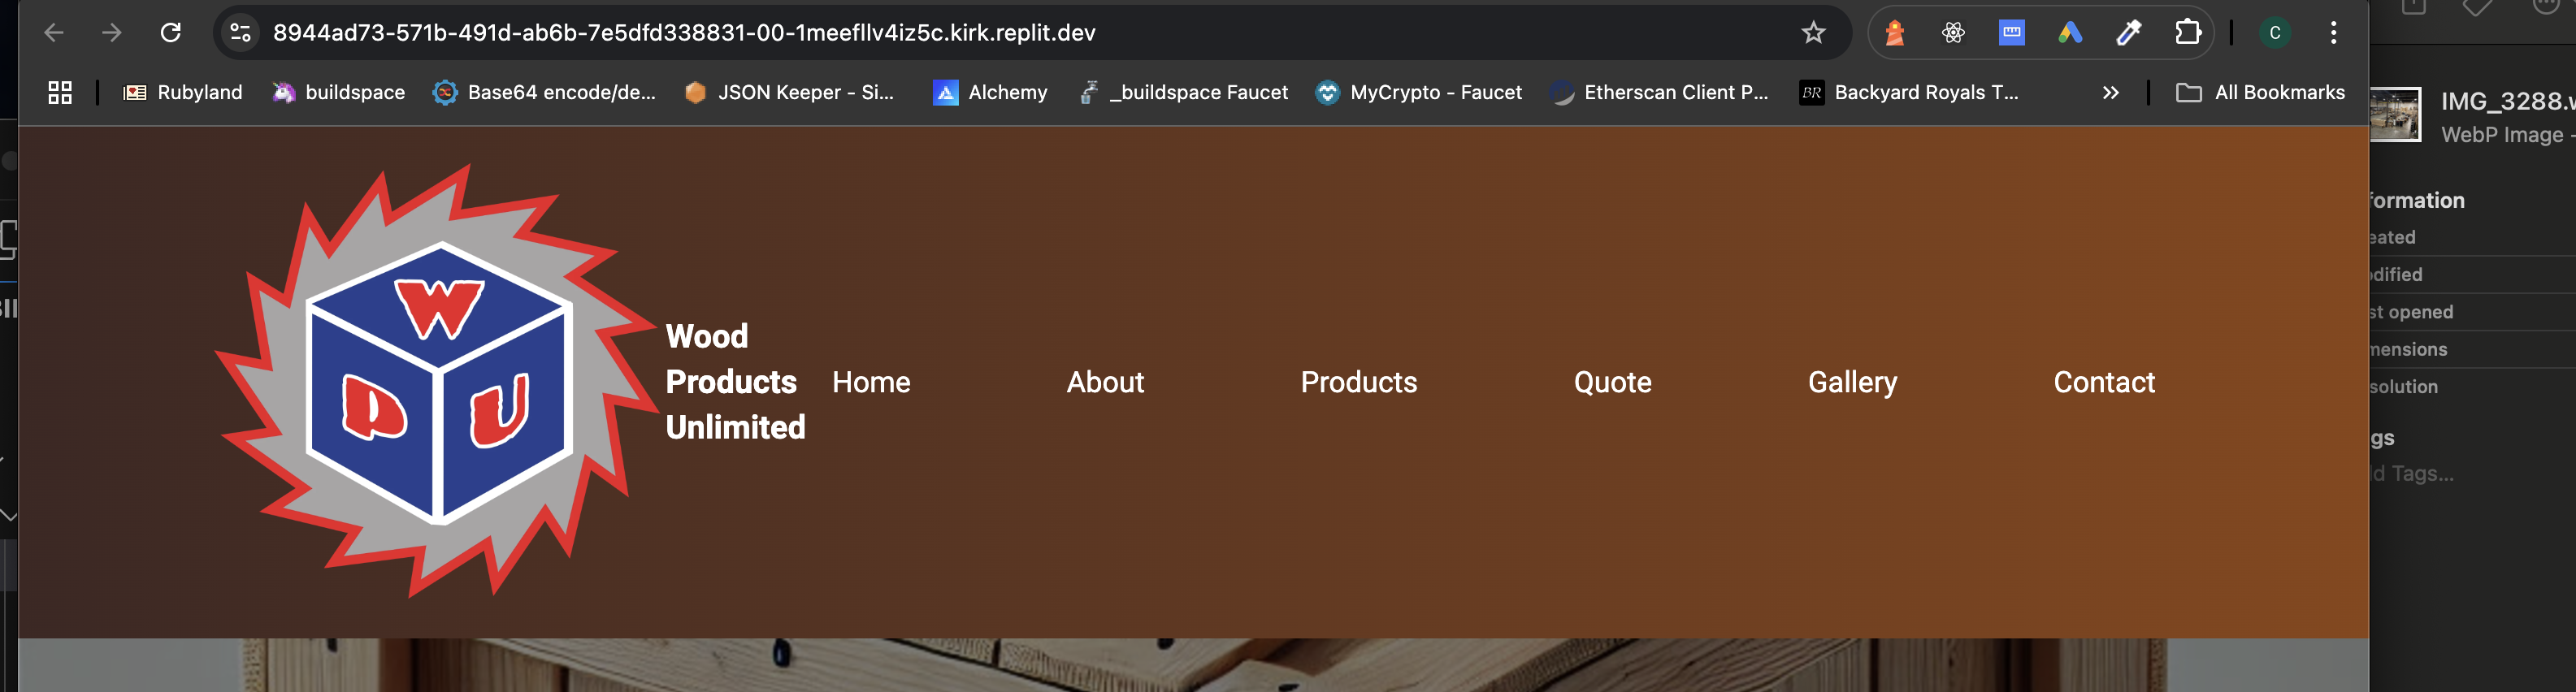 8944ad73-571b-491d-ab6b-7e5dfd338831-00-1meefllv4iz5c.kirk.replit.dev
C
Rubyland
buildspace
Base64 encode/de...
JSON Keeper - Si...
Alchemy
_buildspace Faucet
MyCrypto - Faucet
Etherscan Client P...
BR
Backyard Royals T...
All Bookmarks
IMG_3288.w
WebP Image -
formation
eated
dified
st opened
mensions
solution
gs
d Tags...
W
P
U
Wood
Products
Unlimited
Home
About
Products
Quote
Gallery
Contact